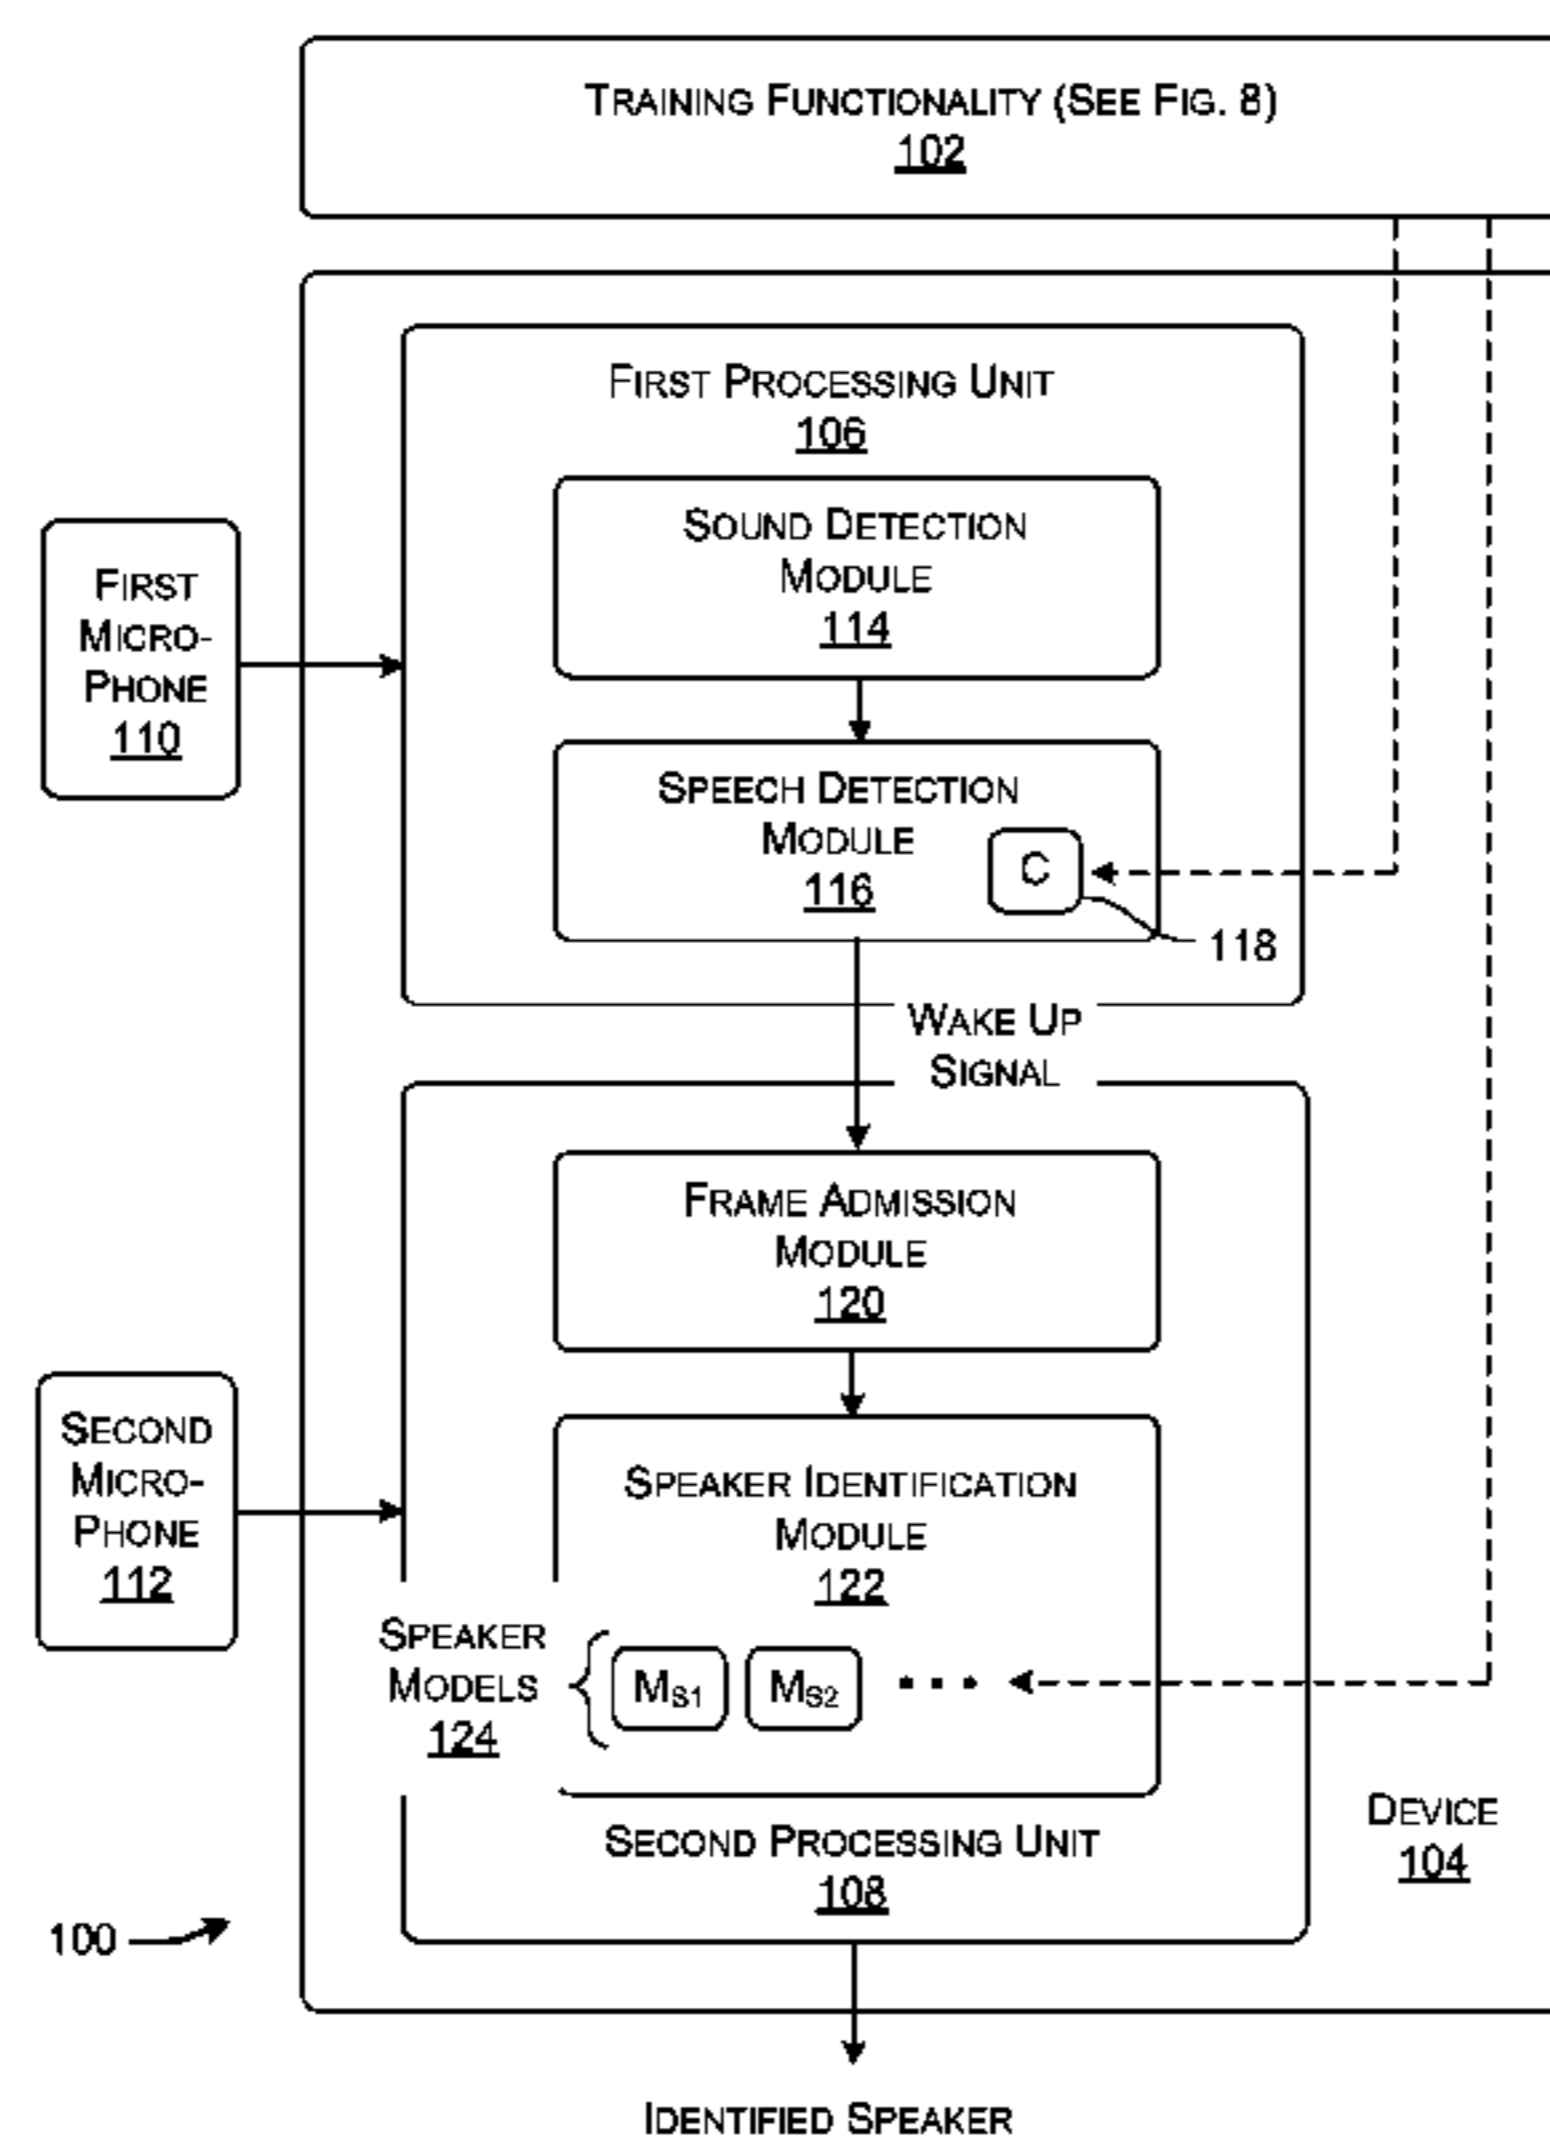 TRAINING FUNCTIONALITY (SEE FIG. 8)
102
FIRST PROCESSING UNIT
106
SOUND DETECTION
MODULE
114
FIRST
MICRO-
PHONE
110
SPEECH DETECTION
MODULE
116
C
118
WAKE UP
SIGNAL
FRAME ADMISSION
MODULE
120
SECOND
MICRO-
PHONE
112
SPEAKER IDENTIFICATION
MODULE
122
SPEAKER
MODELS
124
MS1 MS2 • • •
SECOND PROCESSING UNIT
108
DEVICE
104
100
IDENTIFIED SPEAKER